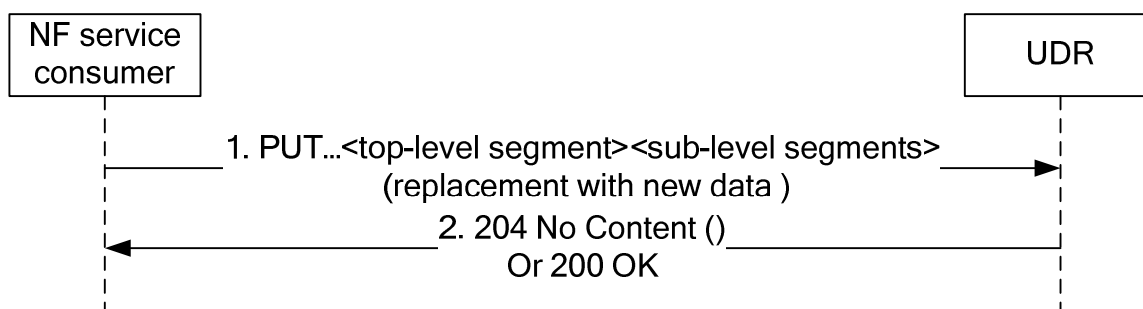 NF service
consumer
UDR
1. PUT...<top-level segment><sub-level segments>
(replacement with new data )
2. 204 No Content ()
Or 200 OK